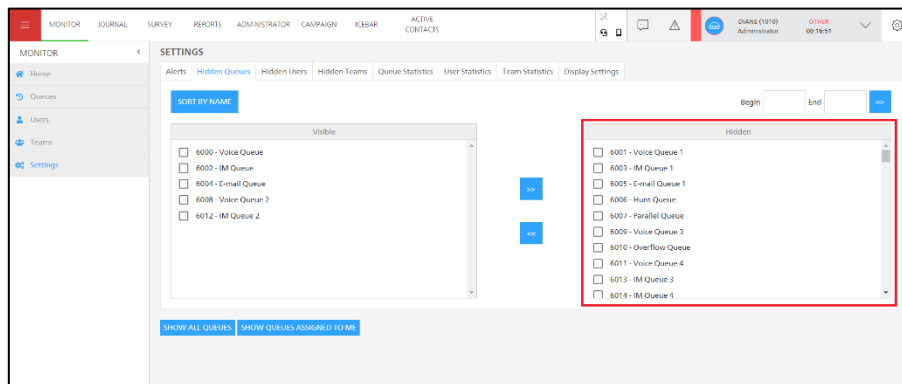 MONITOR JOURNAL SURVEY REPORTS ADMINISTRATOR CAMPAIGN ICEBAR ACTIVE CONTACTS
DIANE (1010) OTHER
Administrator 00:16:51
MONITOR
Home
Queues
Users
Teams
Settings
SETTINGS
Alerts Hidden Queues Hidden Users Hidden Teams Queue Statistics User Statistics Team Statistics Display Settings
SORT BY NAME
Begin End >>
Visible
6000 - Voice Queue
6002 - IM Queue
6004 - E-mail Queue
6008 - Voice Queue 2
6012 - IM Queue 2
>>
<<
Hidden
6001 - Voice Queue 1
6003 - IM Queue 1
6005 - E-mail Queue 1
6006 - Hunt Queue
6007 - Parallel Queue
6009 - Voice Queue 3
6010 - Overflow Queue
6011 - Voice Queue 4
6013 - IM Queue 3
6014 - IM Queue 4
SHOW ALL QUEUES SHOW QUEUES ASSIGNED TO ME